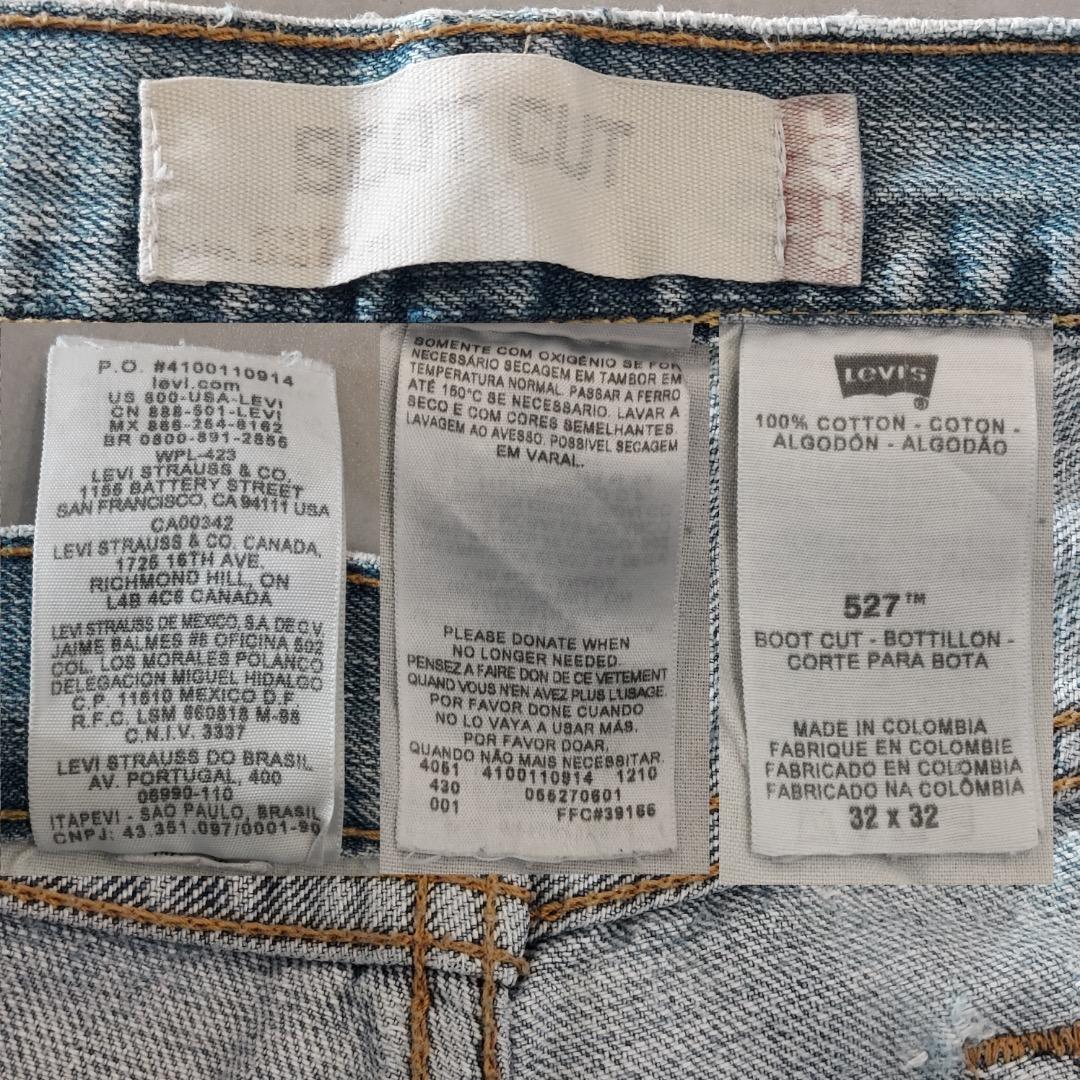 BOOT CUT
LEVI'S
P.O. #4100110914
levi.com
US 800-USA-LEVI
CN 888-501-LEVI
MX 886-254-8162
BR 0800-891-2855
WPL-423
LEVI STRAUSS & CO.
1155 BATTERY STREET
SAN FRANCISCO, CA 94111 USA
CA00342
LEVI STRAUSS & CO. CANADA,
1725 16TH AVE.
RICHMOND HILL, ON
L4B 4C6 CANADA
LEVI STRAUSS DE MEXICO, S.A. DE C.V.
JAIME BALMES #8 OFICINA 602
COL. LOS MORALES POLANCO
DELEGACION MIGUEL HIDALGO
C.P. 11510 MEXICO D.F.
R.F.C. LSM 860818 M-88
C.N.I.V. 3337
LEVI STRAUSS DO BRASIL
AV. PORTUGAL, 400
06990-110
ITAPEVI - SAO PAULO, BRASIL
CNPJ: 43.351.097/0001-90
SOMENTE COM OXIGÊNIO SE FOR
NECESSÁRIO SECAGEM EM TAMBOR EM
TEMPERATURA NORMAL. PASSAR A FERRO
ATÉ 150°C SE NECESSÁRIO. LAVAR A
SECO E COM CORES SEMELHANTES.
LAVAGEM AO AVESSO. POSSIVEL SECAGEM
EM VARAL.
PLEASE DONATE WHEN
NO LONGER NEEDED.
PENSEZ A FAIRE DON DE CE VETEMENT
QUAND VOUS N'EN AVEZ PLUS L'USAGE.
POR FAVOR DONE CUANDO
NO LO VAYA A USAR MÁS.
POR FAVOR DOAR,
QUANDO NÃO MAIS NECESSITAR.
4051 4100110914 1210
430 055270601
001 FFC#39166
LEVI'S
®
100% COTTON - COTON -
ALGODÓN - ALGODÃO
527™
BOOT CUT - BOTTILLON -
CORTE PARA BOTA
MADE IN COLOMBIA
FABRIQUE EN COLOMBIE
FABRICADO EN COLOMBIA
FABRICADO NA COLÔMBIA
32 x 32